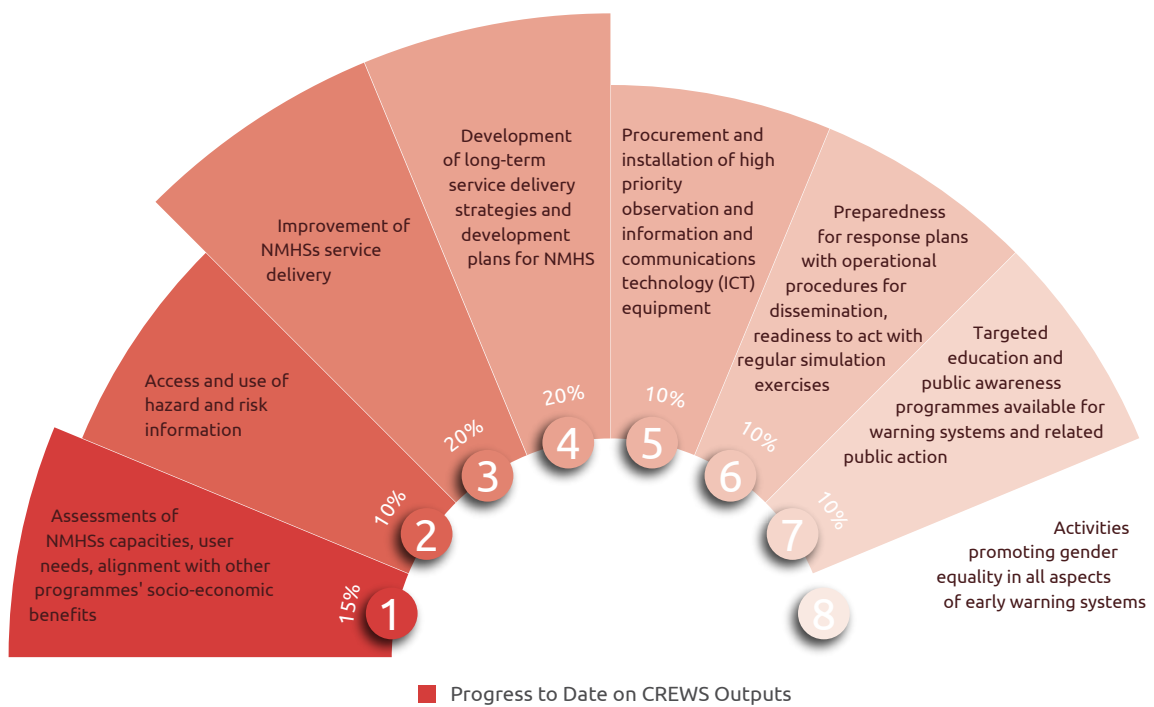 Assessments of
NMHSs capacities, user
needs, alignment with other
programmes' socio-economic
benefits
15%
1
Access and use of
hazard and risk
information
10%
2
Improvement of
NMHSs service
delivery
20%
3
Development
of long-term
service delivery
strategies and
development
plans for NMHS
20%
4
Procurement and
installation of high
priority
observation and
information and
communications
technology (ICT)
equipment
10%
5
Preparedness
for response plans
with operational
procedures for
dissemination,
readiness to act with
regular simulation
exercises
10%
6
Targeted
education and
public awareness
programmes available for
warning systems and related
public action
10%
7
Activities
promoting gender
equality in all aspects
of early warning systems
8
Progress to Date on CREWS Outputs